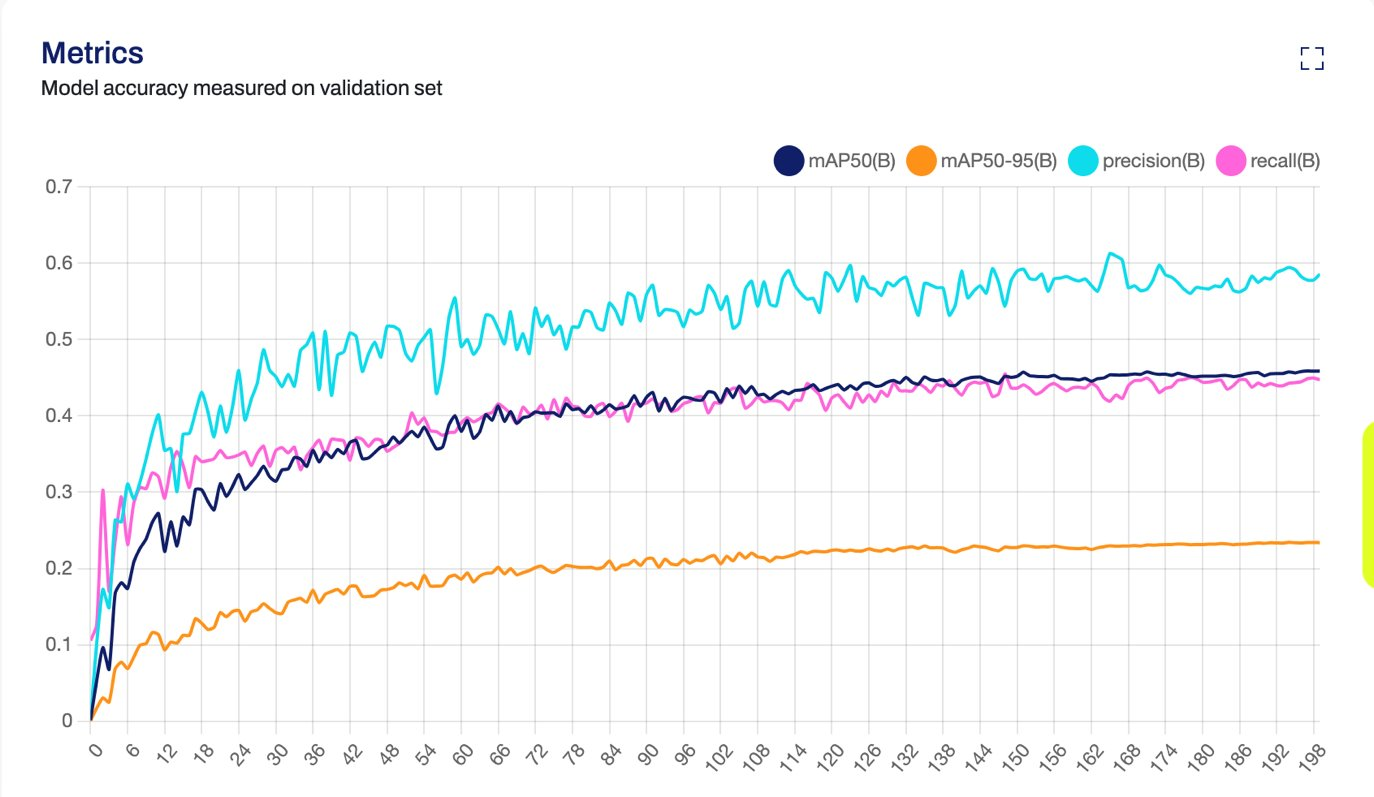 Metrics
Model accuracy measured on validation set
mAP50(B) mAP50-95(B) precision(B) recall(B)
0.7
0.6
0.5
0.4
0.3
0.2
0.1
0
0 6 12 18 24 30 36 42 48 54 60 66 72 78 84 90 96 102 108 114 120 126 132 138 144 150 156 162 168 174 180 186 192 198